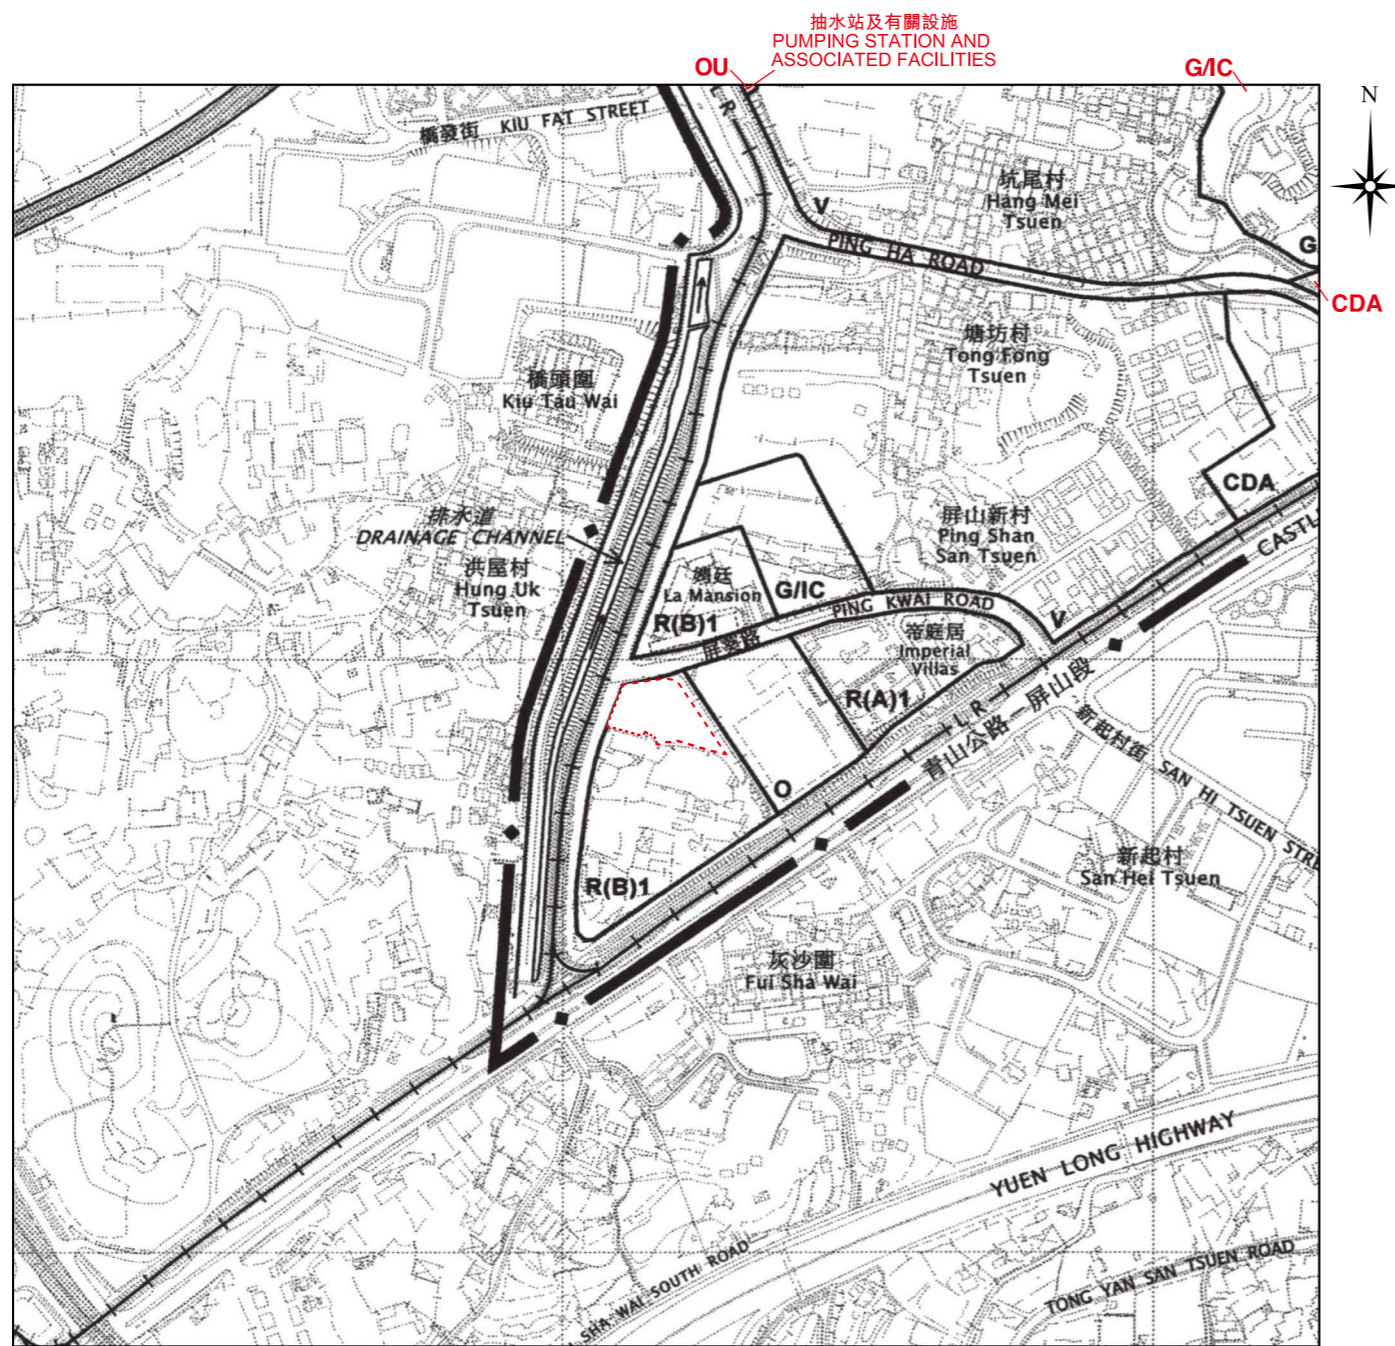 抽水站及有關設施
PUMPING STATION AND
ASSOCIATED FACILITIES
OU
G/IC
N
L R
橋發街 KIU FAT STREET
坑尾村
Hang Mei
Tsuen
V
PING HA ROAD
G
CDA
塘坊村
Tong Fong
Tsuen
橋頭圍
Kiu Tau Wai
CDA
排水道
DRAINAGE CHANNEL
屏山新村
Ping Shan
San Tsuen
CASTL
洪屋村
Hung Uk
Tsuen
La Mansion
G/IC
R(B)1
屏葵路 PING KWAI ROAD
帝庭居
Imperial
Villas
V
R(A)1
L R
青山公路－屏山段
新起村街 SAN HI TSUEN STRE
O
新起村
San Hei Tsuen
R(B)1
灰沙圍
Fui Sha Wai
YUEN LONG HIGHWAY
SHA WAI SOUTH ROAD
TONG YAN SAN TSUEN ROAD